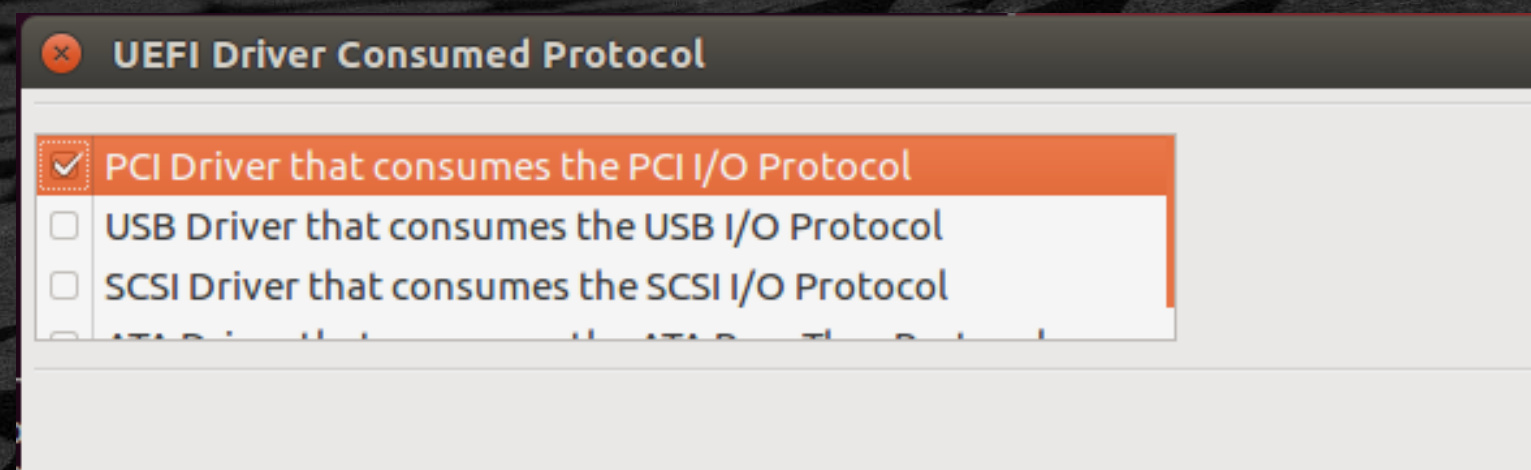 UEFI Driver Consumed Protocol
PCI Driver that consumes the PCI I/O Protocol
USB Driver that consumes the USB I/O Protocol
SCSI Driver that consumes the SCSI I/O Protocol